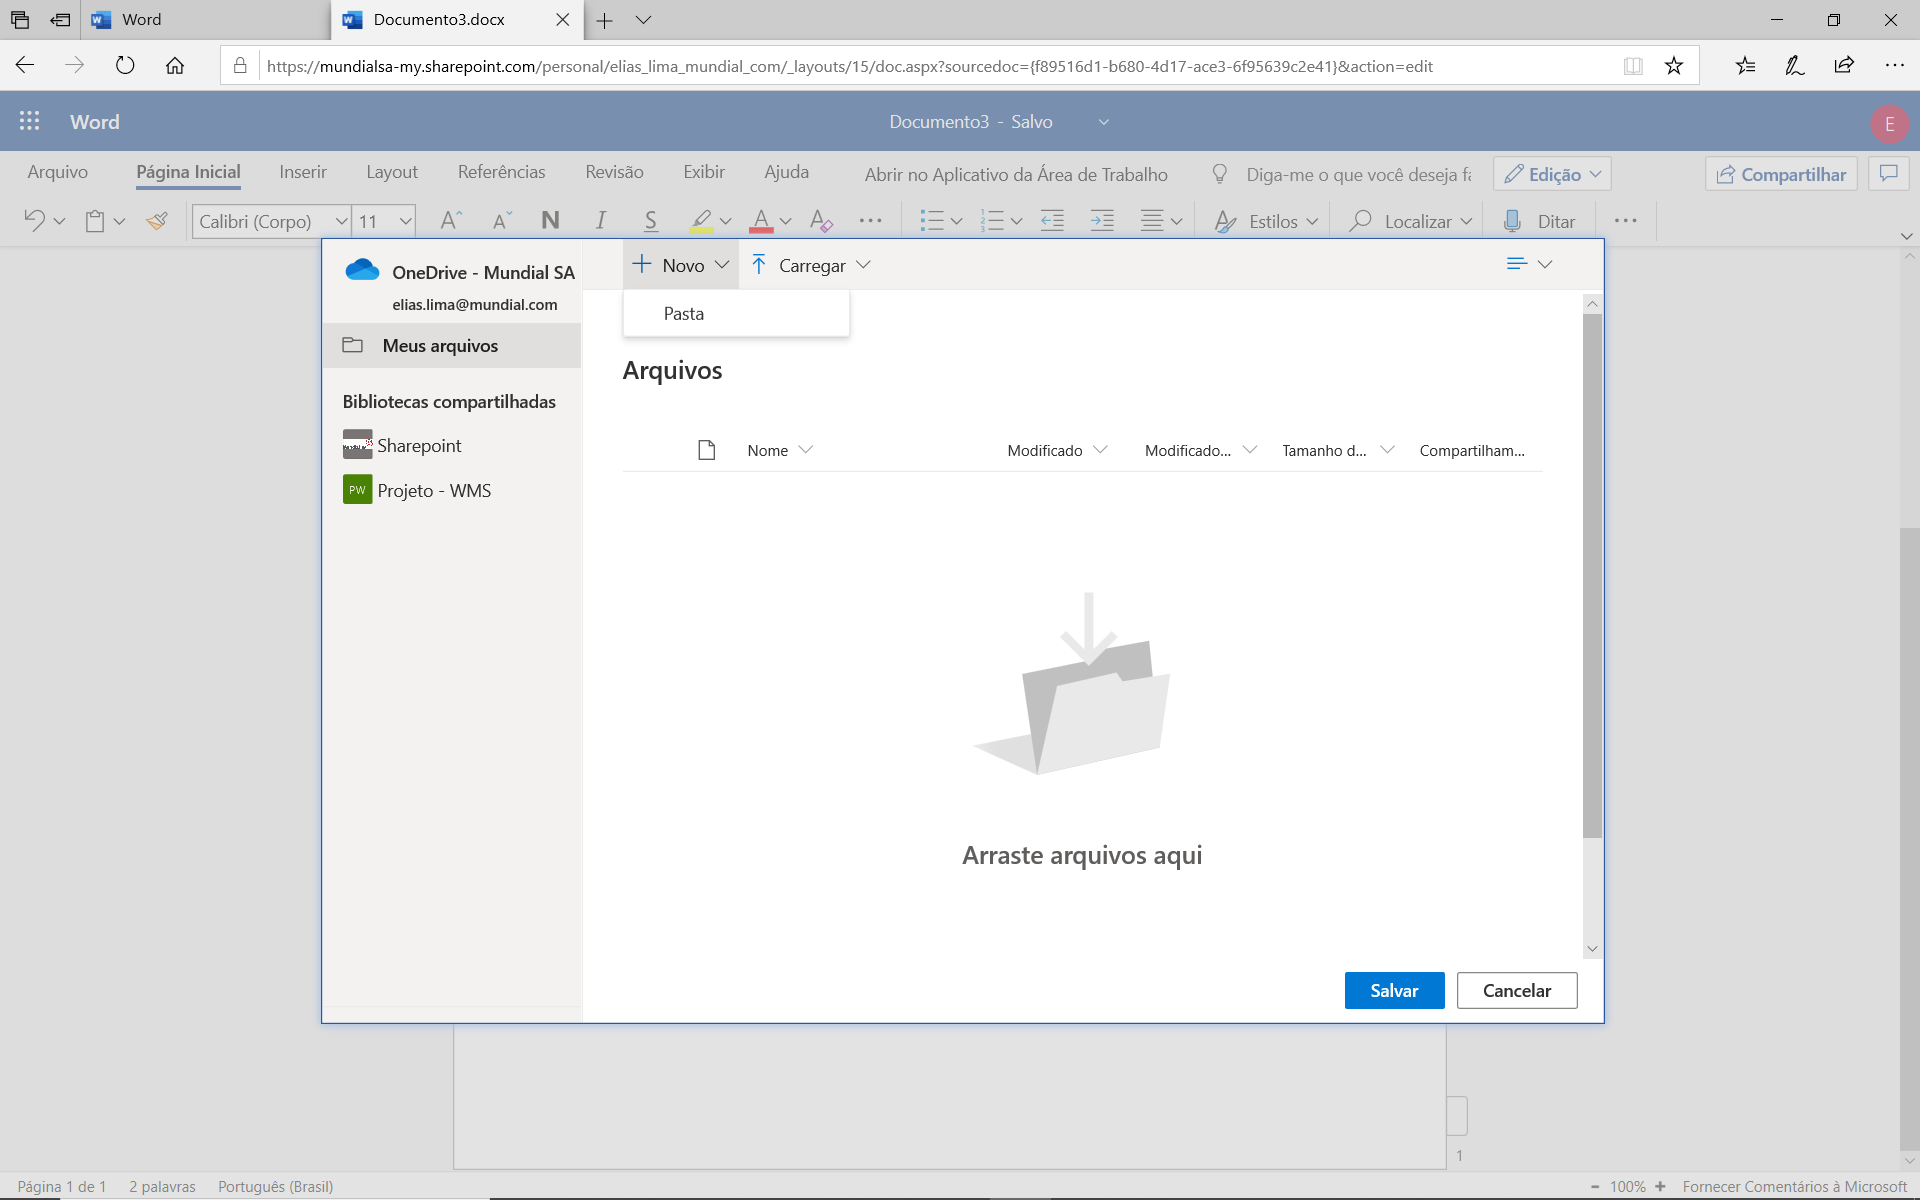 Word
Documento3.docx
https://mundialsa-my.sharepoint.com/personal/elias_lima_mundial_com/_layouts/15/doc.aspx?sourcedoc={f89516d1-b680-4d17-ace3-6f95639c2e41}&action=edit
Word
Documento3 - Salvo
E
Arquivo Página Inicial Inserir Layout Referências Revisão Exibir Ajuda Abrir no Aplicativo da Área de Trabalho Diga-me o que você deseja fa Edição Compartilhar
Calibri (Corpo) 11 A A N I S A A Estilos Localizar Ditar
OneDrive - Mundial SA
elias.lima@mundial.com
Meus arquivos
Bibliotecas compartilhadas
Sharepoint
PW Projeto - WMS
Novo Carregar
Pasta
Arquivos
Nome Modificado Modificado... Tamanho d... Compartilham...
Arraste arquivos aqui
Salvar Cancelar
1
Página 1 de 1 2 palavras Português (Brasil) - 100% + Fornecer Comentários à Microsoft